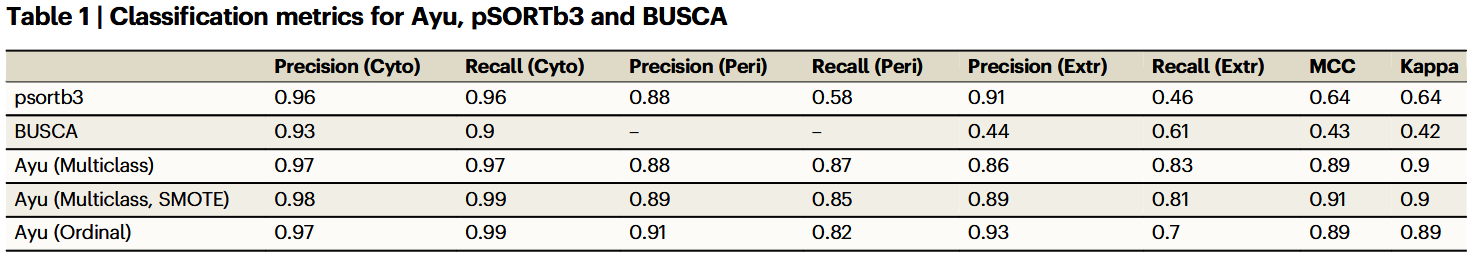 Table 1 | Classification metrics for Ayu, pSORTb3 and BUSCA
Precision (Cyto) Recall (Cyto) Precision (Peri) Recall (Peri) Precision (Extr) Recall (Extr) MCC Kappa
psortb3 0.96 0.96 0.88 0.58 0.91 0.46 0.64 0.64
BUSCA 0.93 0.9 – – 0.44 0.61 0.43 0.42
Ayu (Multiclass) 0.97 0.97 0.88 0.87 0.86 0.83 0.89 0.9
Ayu (Multiclass, SMOTE) 0.98 0.99 0.89 0.85 0.89 0.81 0.91 0.9
Ayu (Ordinal) 0.97 0.99 0.91 0.82 0.93 0.7 0.89 0.89